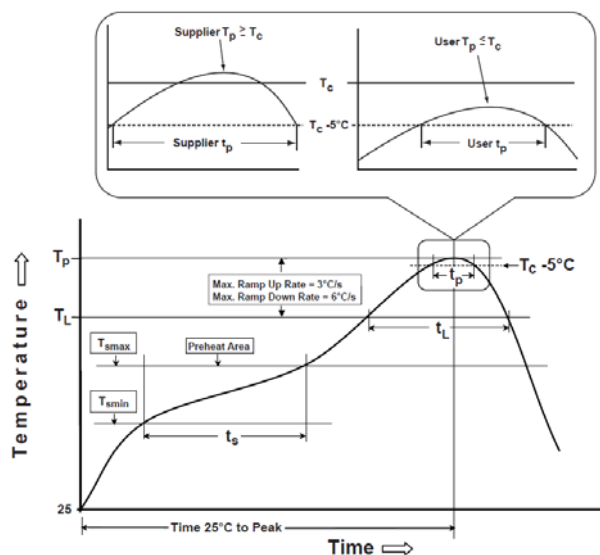 Supplier Tp ≥ Tc
User Tp ≤ Tc
Tc
Tc -5°C
Supplier tp
User tp
Tp
Tc -5°C
Max. Ramp Up Rate = 3°C/s
Max. Ramp Down Rate = 6°C/s
tp
TL
tL
Tsmax
Preheat Area
Tsmin
ts
Temperature ⇨
25
Time 25°C to Peak
Time ⇨